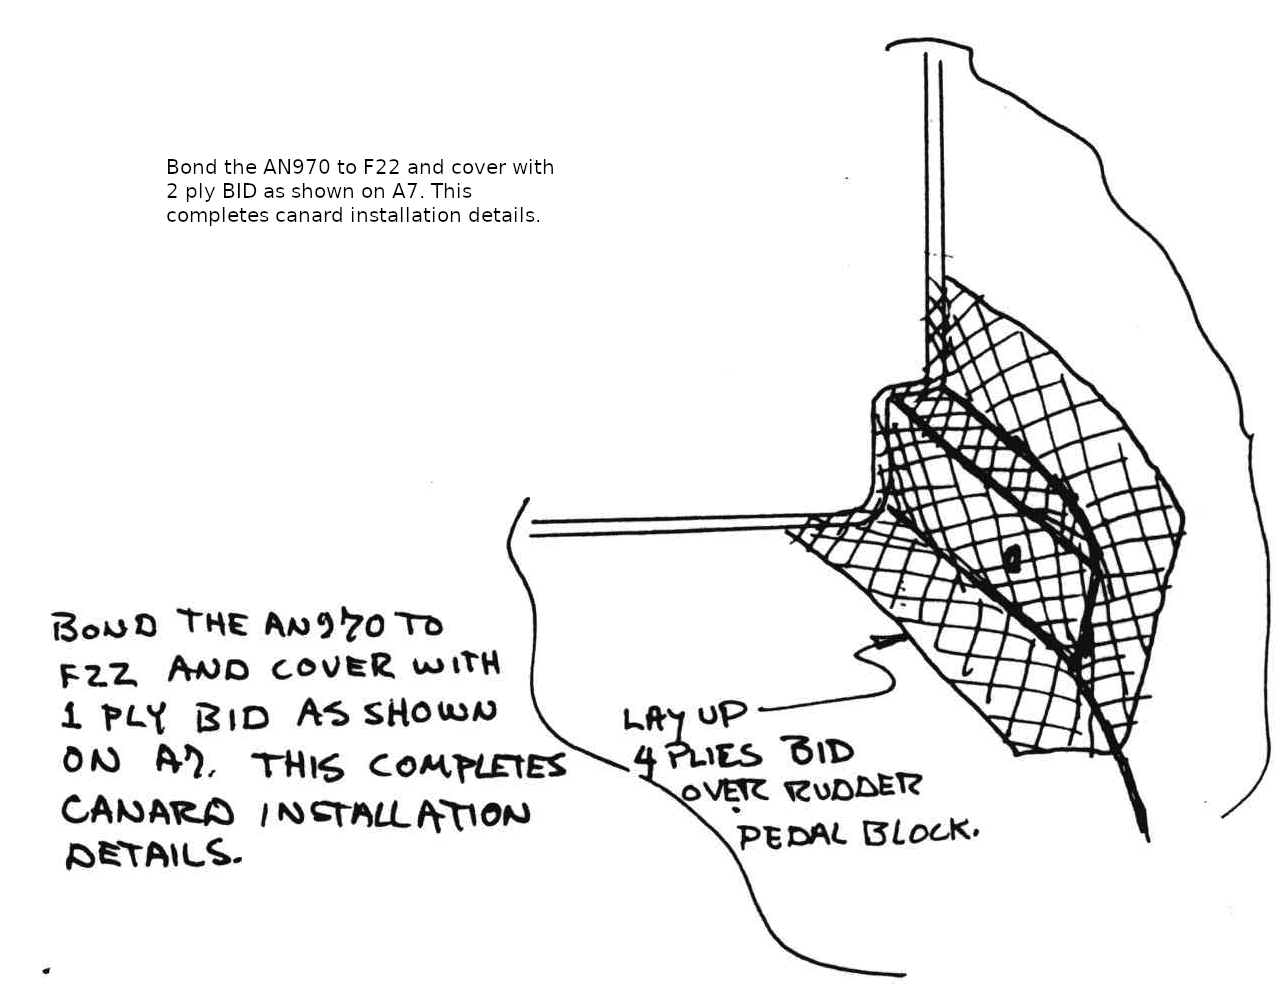 Bond the AN970 to F22 and cover with
2 ply BID as shown on A7. This
completes canard installation details.
BOND THE AN970 TO
F22 AND COVER WITH
1 PLY BID AS SHOWN
ON A7. THIS COMPLETES
CANARD INSTALLATION
DETAILS.
LAY UP
4 PLIES BID
OVER RUDDER
PEDAL BLOCK.